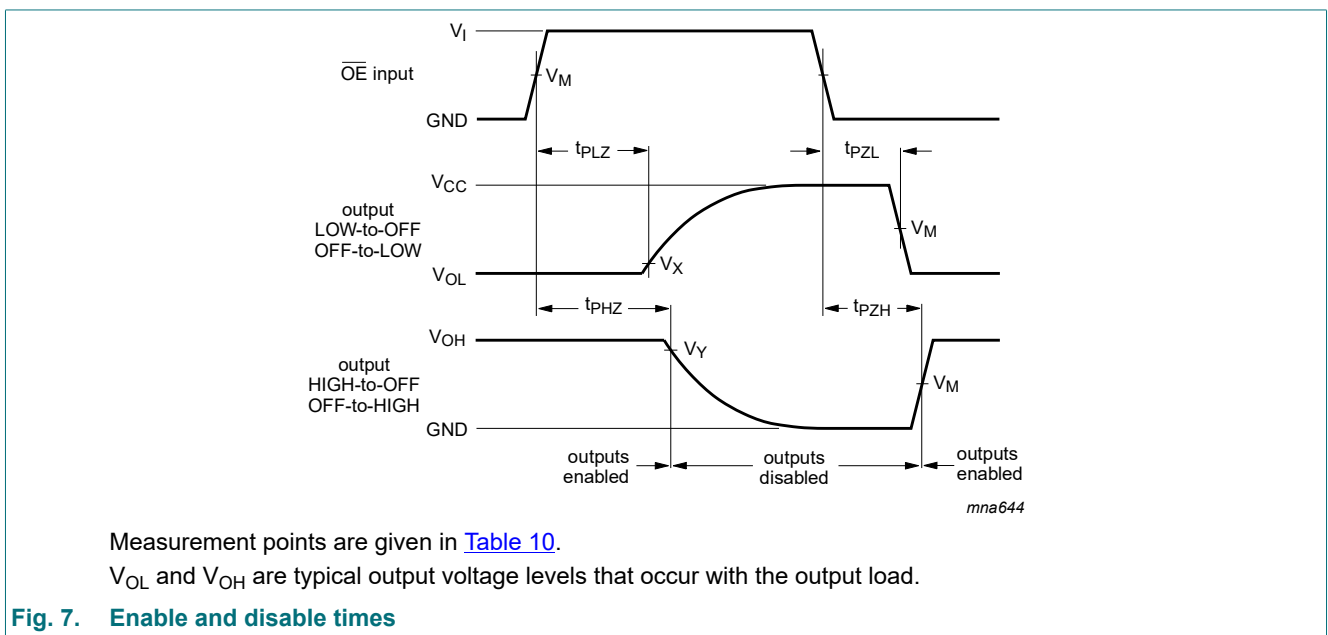 V_I
O̅E̅ input
V_M
GND
t_PLZ
t_PZL
V_CC
output
LOW-to-OFF
OFF-to-LOW
V_M
V_X
V_OL
t_PHZ
t_PZH
V_OH
V_Y
output
HIGH-to-OFF
OFF-to-HIGH
V_M
GND
outputs
enabled
outputs
disabled
outputs
enabled
mna644
Measurement points are given in Table 10.
V_OL and V_OH are typical output voltage levels that occur with the output load.
Fig. 7. Enable and disable times